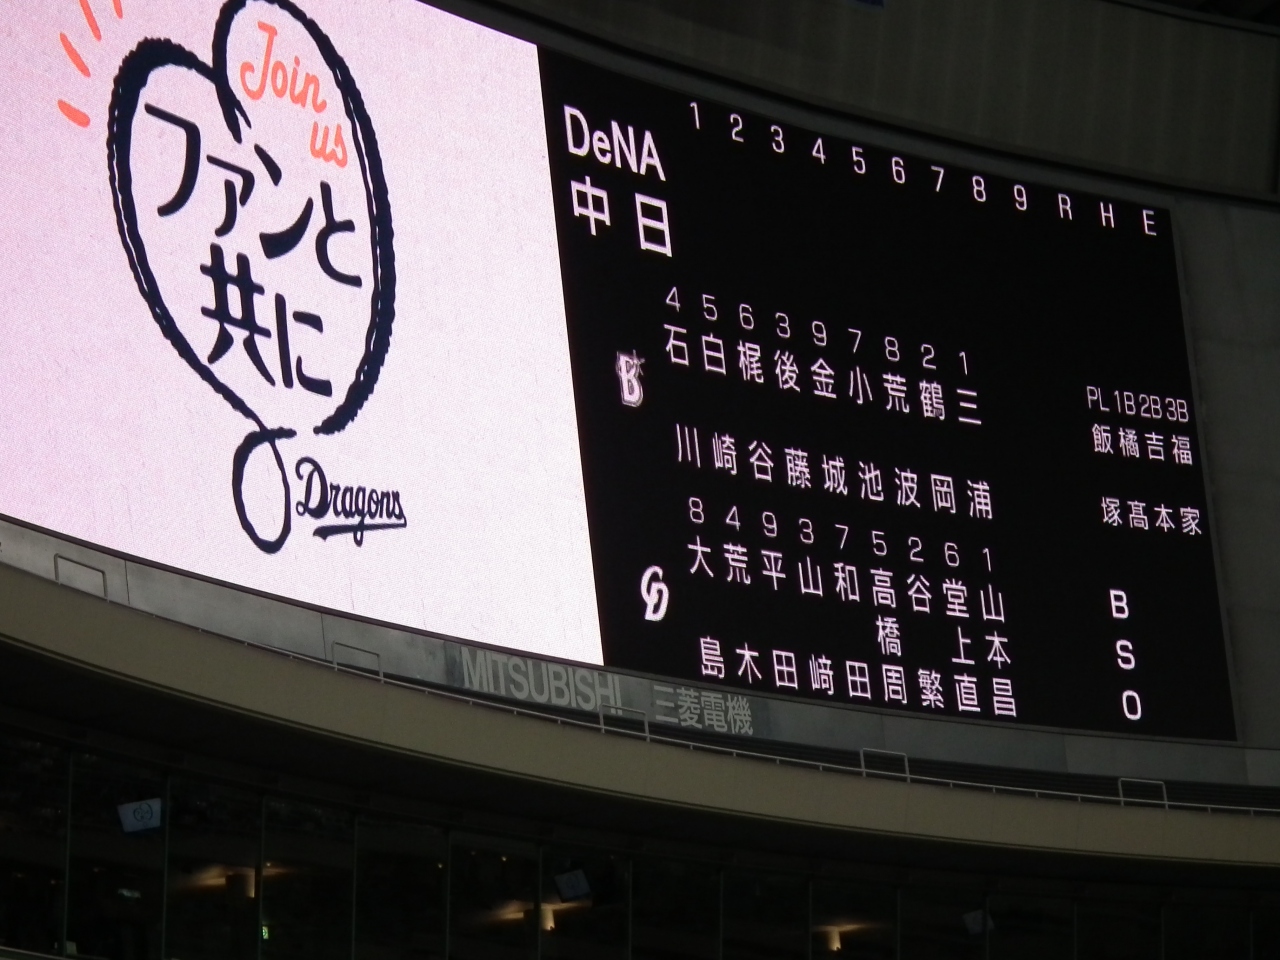 Join
us
ファンと
共に
Dragons
1 2 3 4 5 6 7 8 9 R H E
DeNA
中日
4 5 6 3 9 7 8 2 1
石川
白崎
梶谷
後藤
金城
小池
荒波
鶴岡
三浦
8 4 9 3 7 5 2 6 1
大島
荒木
平田
山﨑
和田
高橋周
谷繁
堂上直
山本昌
PL 1B 2B 3B
飯塚
橘髙
吉本
福家
B
S
O
MITSUBISHI 三菱電機